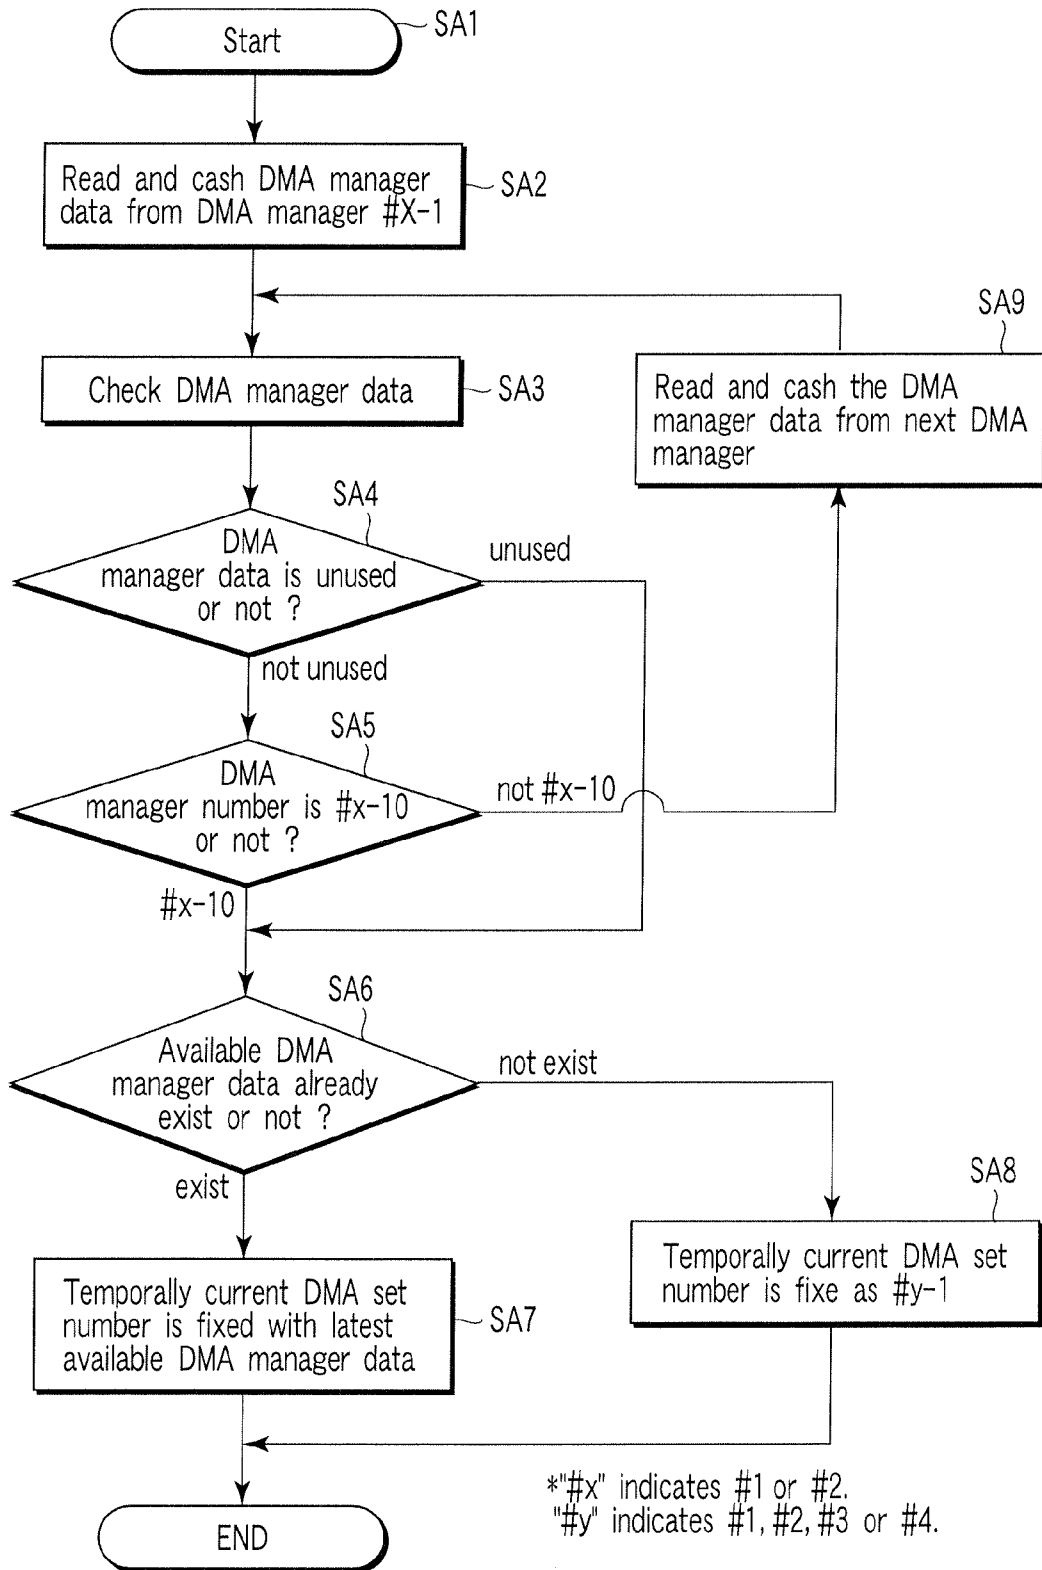 Start
SA1
Read and cash DMA manager
data from DMA manager #X-1
SA2
SA9
Read and cash the DMA
manager data from next DMA
manager
Check DMA manager data
SA3
SA4
DMA
manager data is unused
or not ?
unused
not unused
SA5
DMA
manager number is #x-10
or not ?
not #x-10
#x-10
SA6
Available DMA
manager data already
exist or not ?
not exist
exist
SA8
Temporally current DMA set
number is fixe as #y-1
Temporally current DMA set
number is fixed with latest
available DMA manager data
SA7
*"#x" indicates #1 or #2.
"#y" indicates #1, #2, #3 or #4.
END